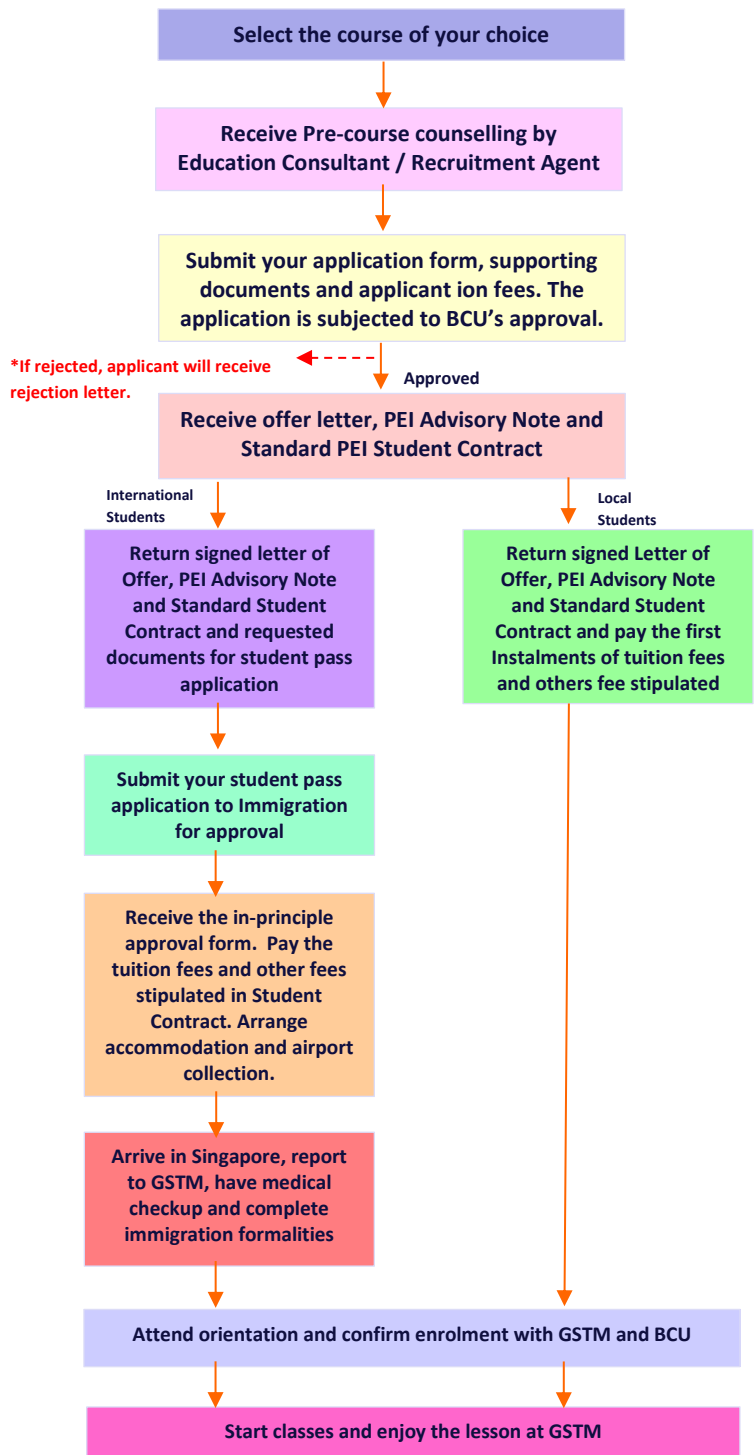 Select the course of your choice
Receive Pre-course counselling by
Education Consultant / Recruitment Agent
Submit your application form, supporting
documents and applicant ion fees. The
application is subjected to BCU's approval.
*If rejected, applicant will receive
rejection letter.
Approved
Receive offer letter, PEI Advisory Note and
Standard PEI Student Contract
International
Students
Return signed letter of
Offer, PEI Advisory Note
and Standard Student
Contract and requested
documents for student pass
application
Submit your student pass
application to Immigration
for approval
Receive the in-principle
approval form. Pay the
tuition fees and other fees
stipulated in Student
Contract. Arrange
accommodation and airport
collection.
Arrive in Singapore, report
to GSTM, have medical
checkup and complete
immigration formalities
Local
Students
Return signed Letter of
Offer, PEI Advisory Note
and Standard Student
Contract and pay the first
Instalments of tuition fees
and others fee stipulated
Attend orientation and confirm enrolment with GSTM and BCU
Start classes and enjoy the lesson at GSTM